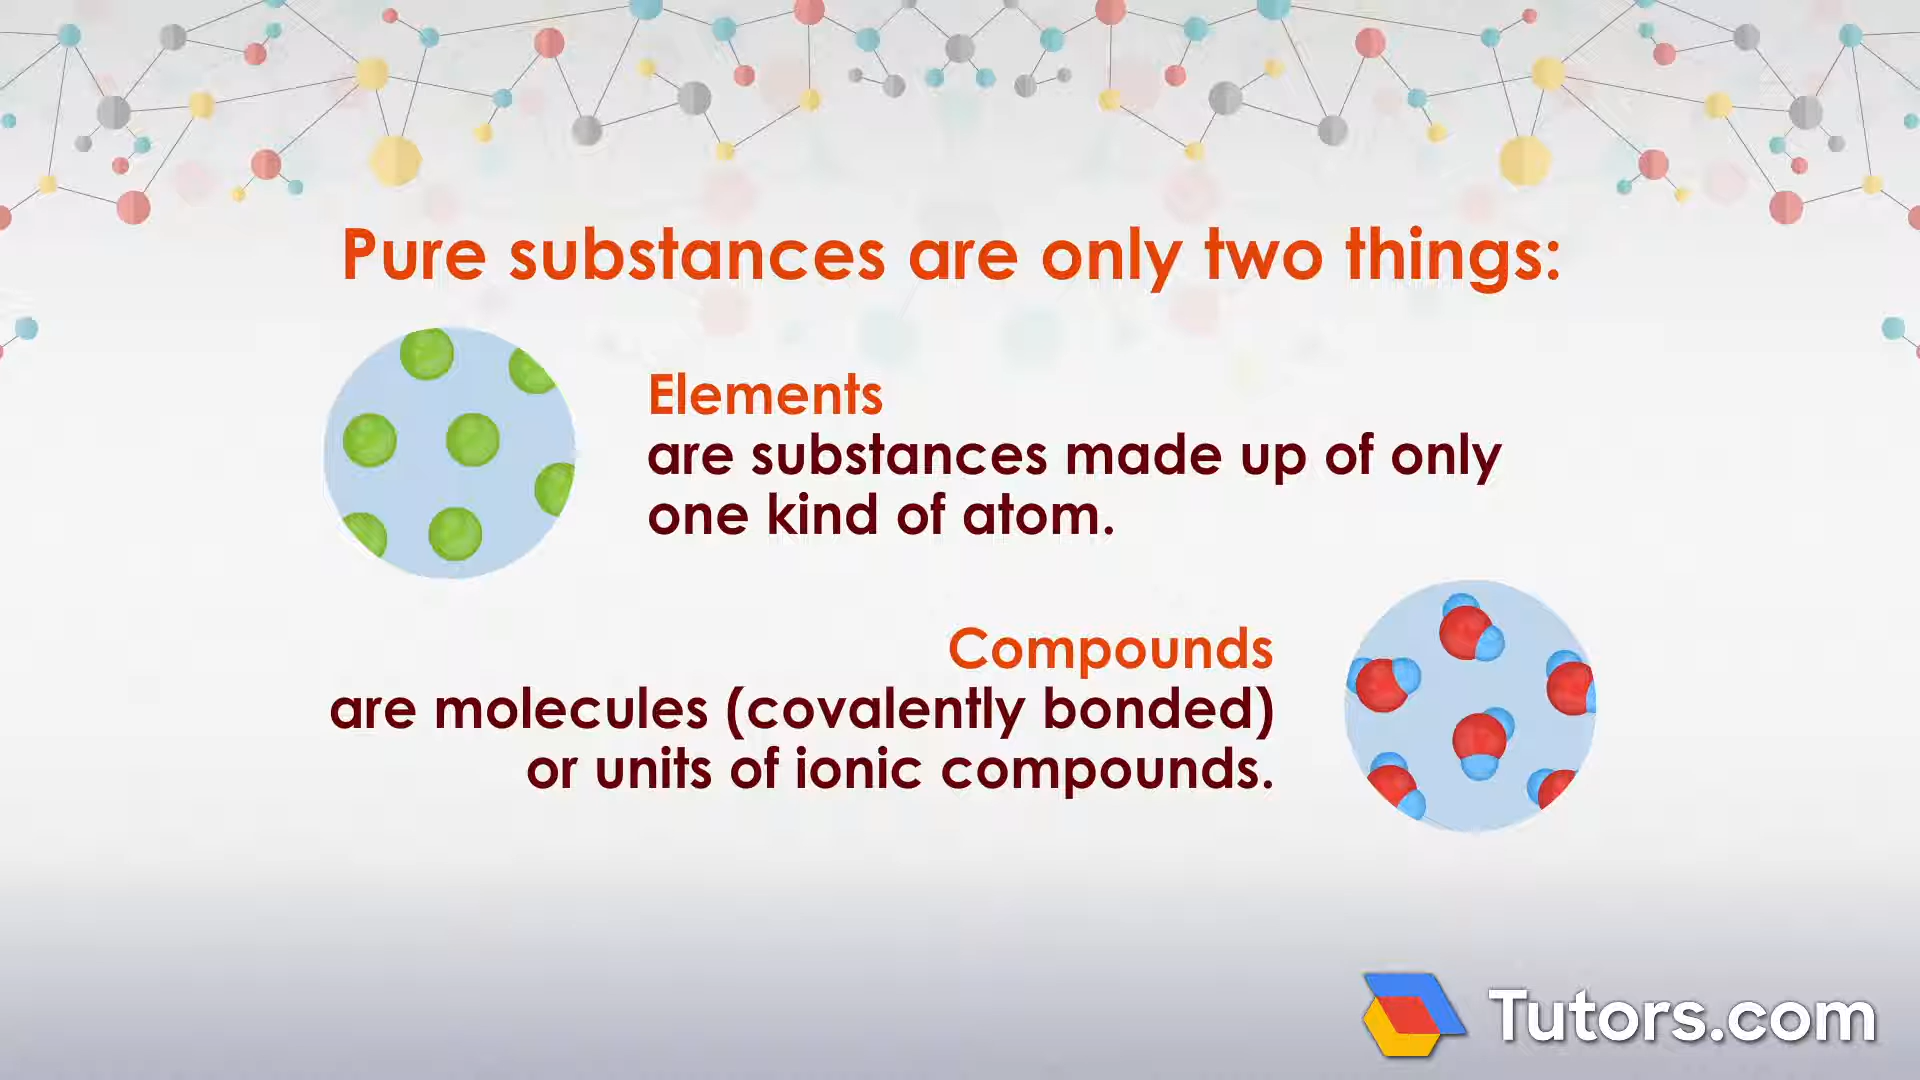 Pure substances are only two things:
Elements
are substances made up of only
one kind of atom.
Compounds
are molecules (covalently bonded)
or units of ionic compounds.
Tutors.com